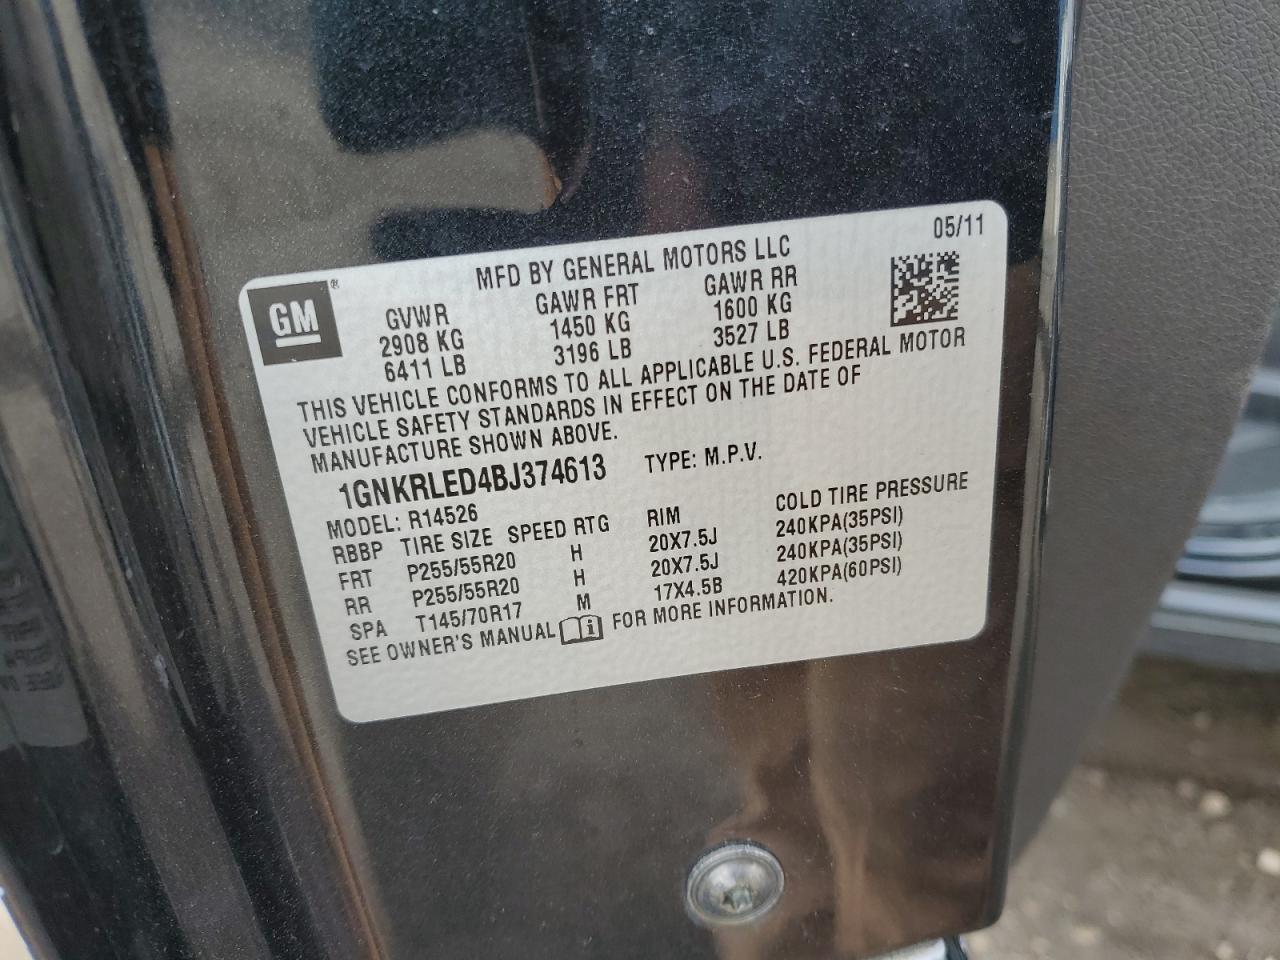 05/11
MFD BY GENERAL MOTORS LLC
GM®
GVWR GAWR FRT GAWR RR
2908 KG 1450 KG 1600 KG
6411 LB 3196 LB 3527 LB
THIS VEHICLE CONFORMS TO ALL APPLICABLE U.S. FEDERAL MOTOR
VEHICLE SAFETY STANDARDS IN EFFECT ON THE DATE OF
MANUFACTURE SHOWN ABOVE.
1GNKRLED4BJ374613 TYPE: M.P.V.
MODEL: R14526
RBBP TIRE SIZE SPEED RTG RIM COLD TIRE PRESSURE
FRT P255/55R20 H 20X7.5J 240KPA(35PSI)
RR P255/55R20 H 20X7.5J 240KPA(35PSI)
SPA T145/70R17 M 17X4.5B 420KPA(60PSI)
SEE OWNER'S MANUAL FOR MORE INFORMATION.